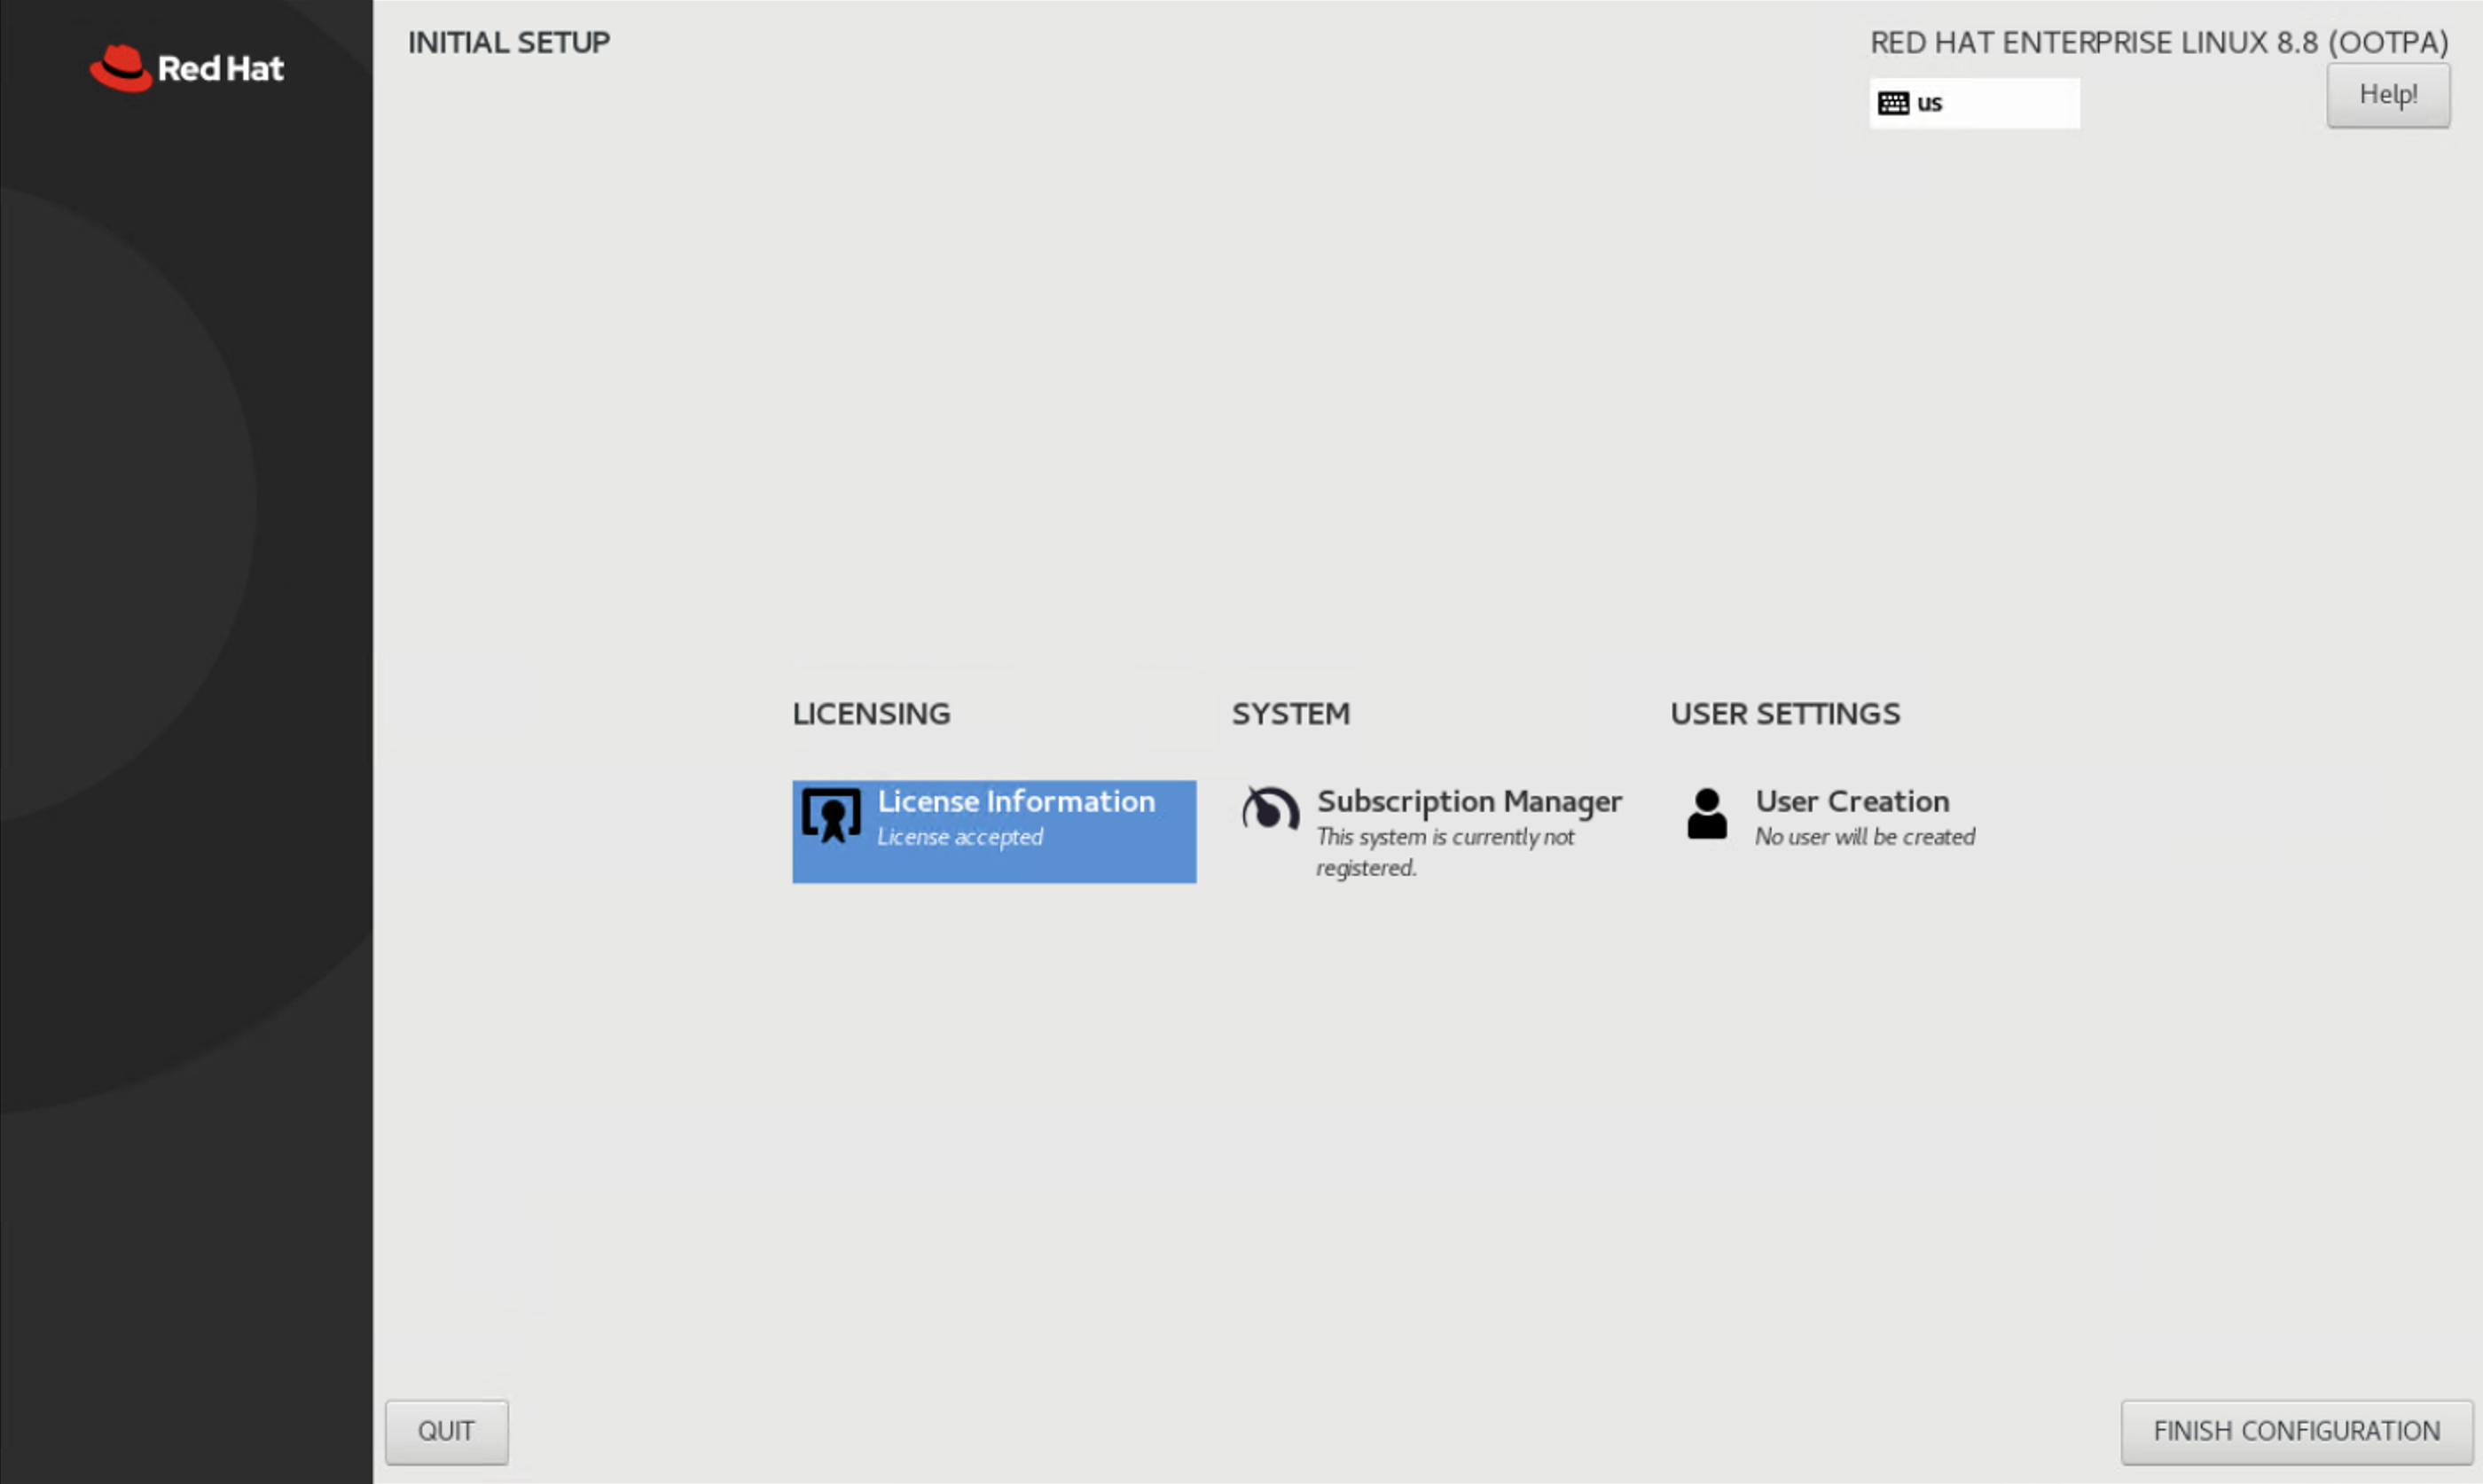 Red Hat
INITIAL SETUP
RED HAT ENTERPRISE LINUX 8.8 (OOTPA)
us
Help!
LICENSING
License Information
License accepted
SYSTEM
Subscription Manager
This system is currently not
registered.
USER SETTINGS
User Creation
No user will be created
QUIT
FINISH CONFIGURATION